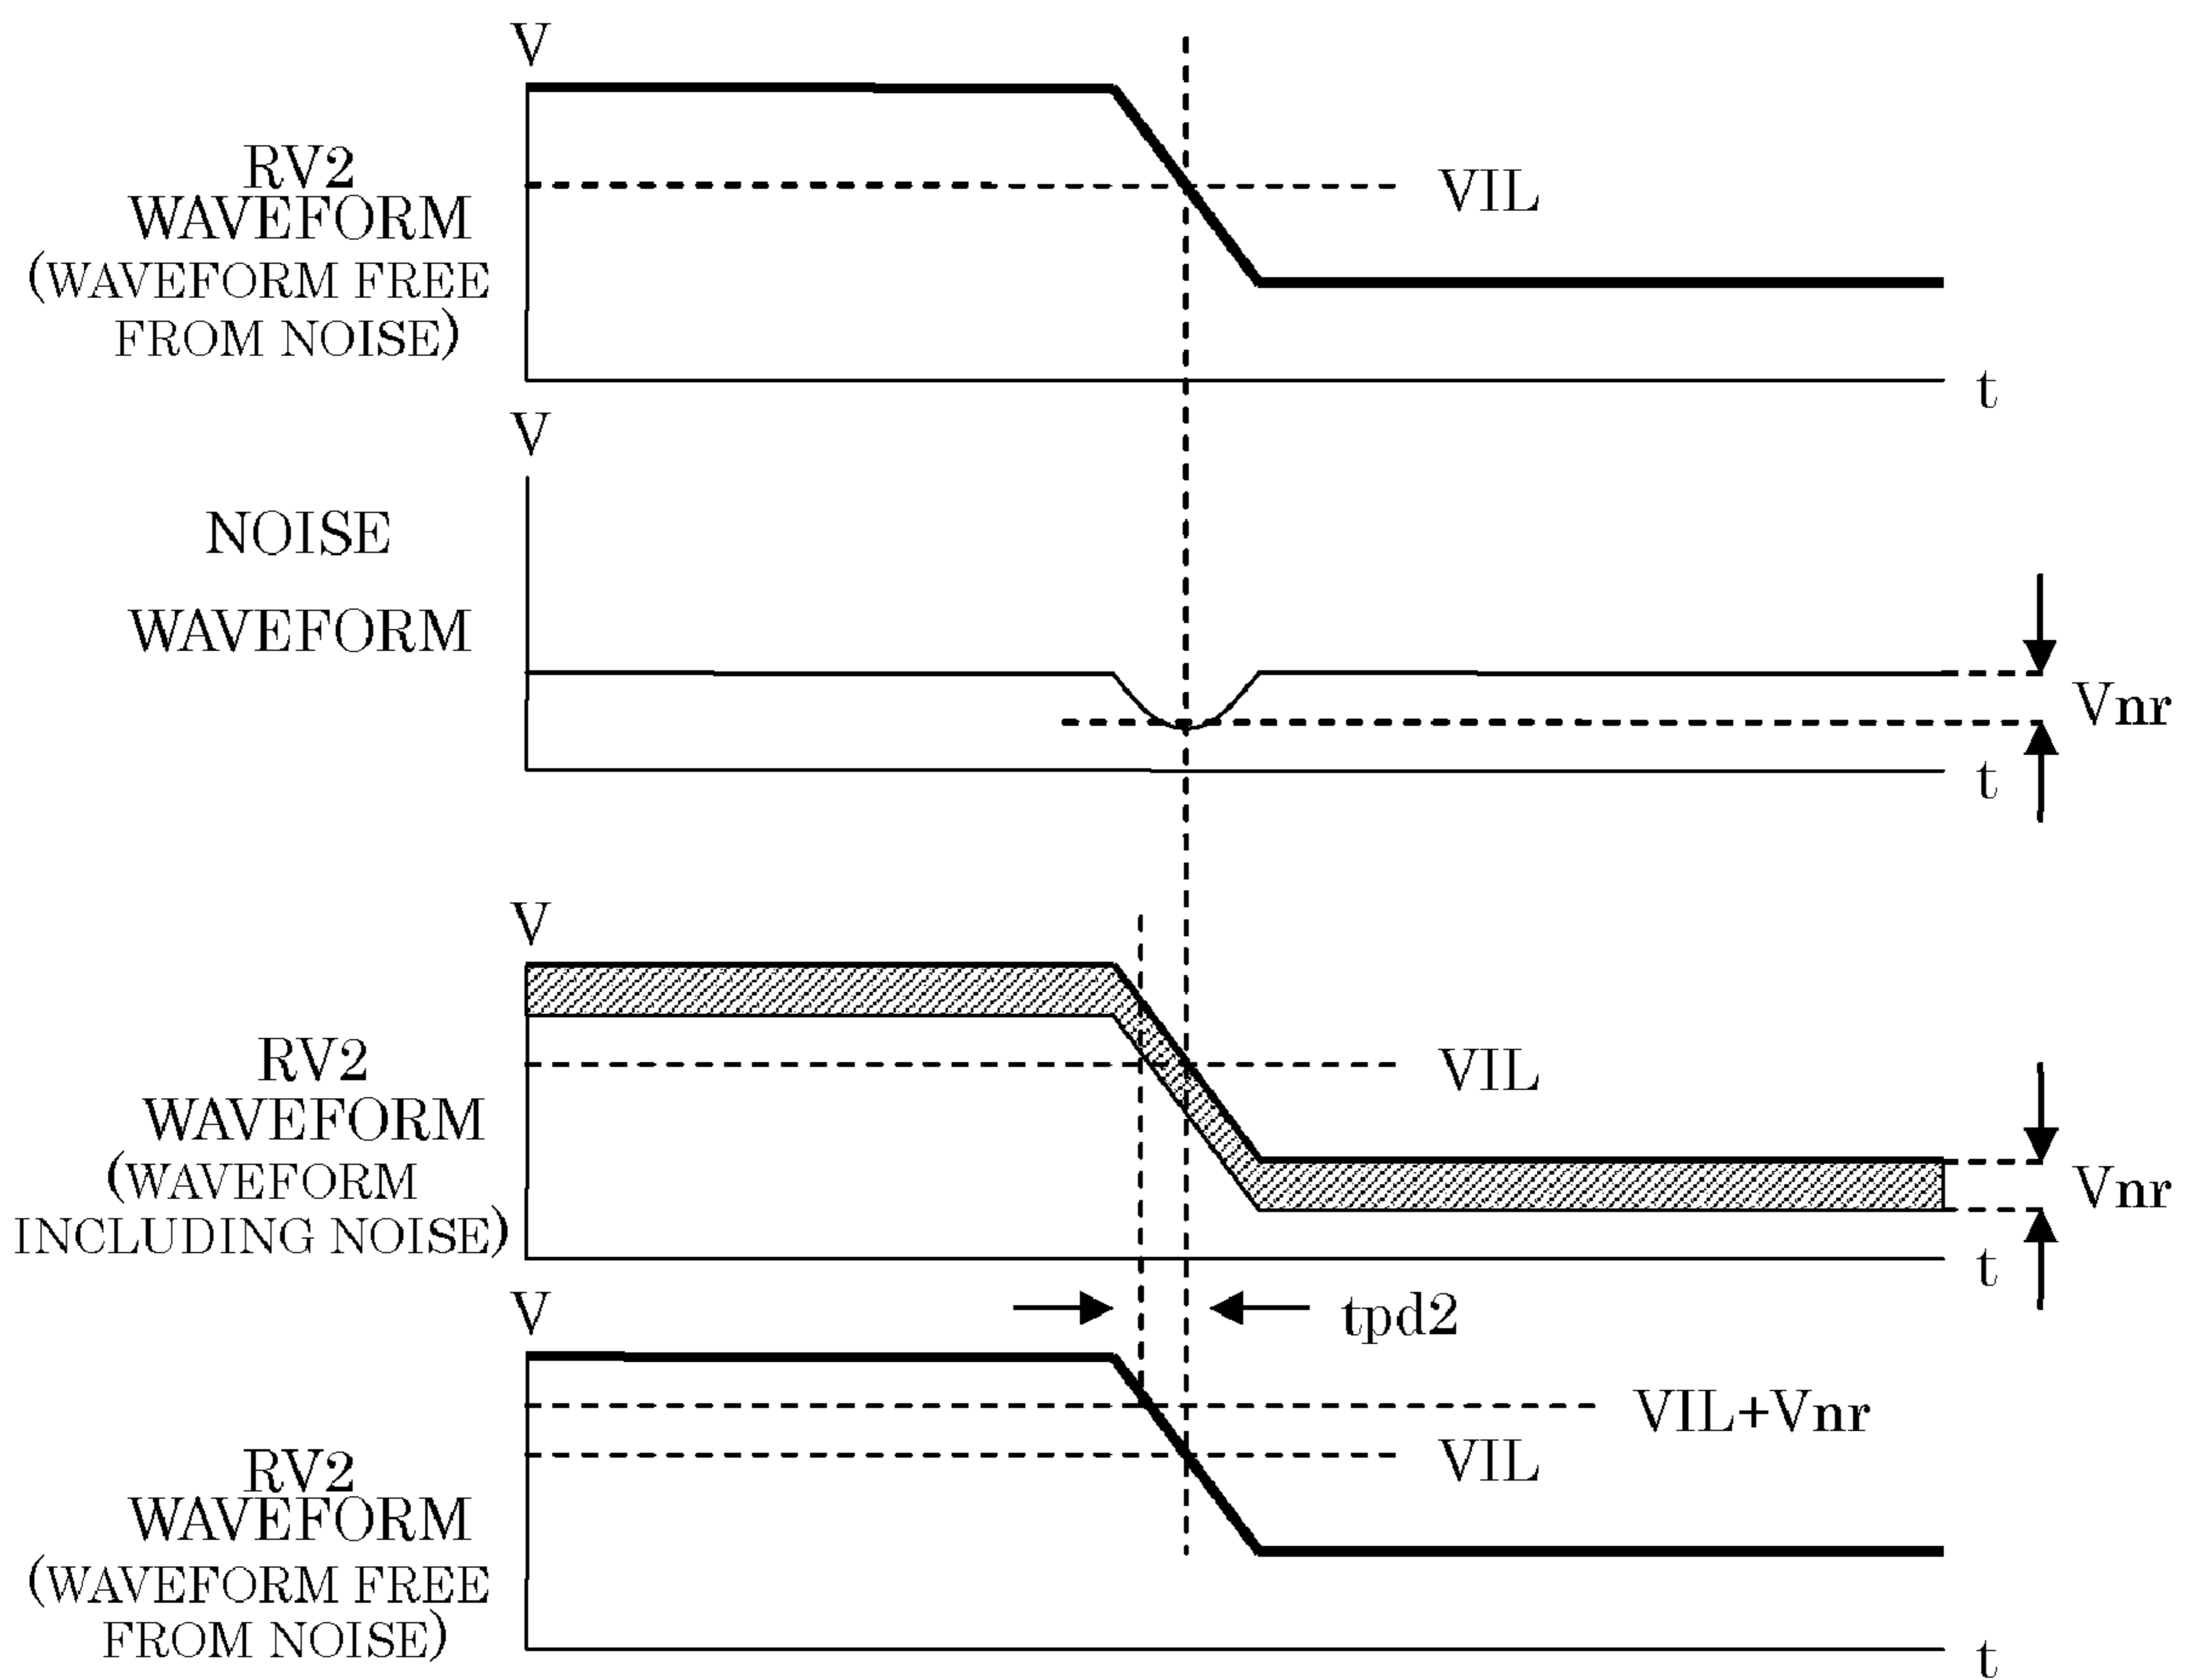 V
RV2
WAVEFORM
(WAVEFORM FREE
FROM NOISE)
VIL
t
V
NOISE
WAVEFORM
Vnr
t
V
RV2
WAVEFORM
(WAVEFORM
INCLUDING NOISE)
VIL
Vnr
t
tpd2
V
RV2
WAVEFORM
(WAVEFORM FREE
FROM NOISE)
VIL+Vnr
VIL
t